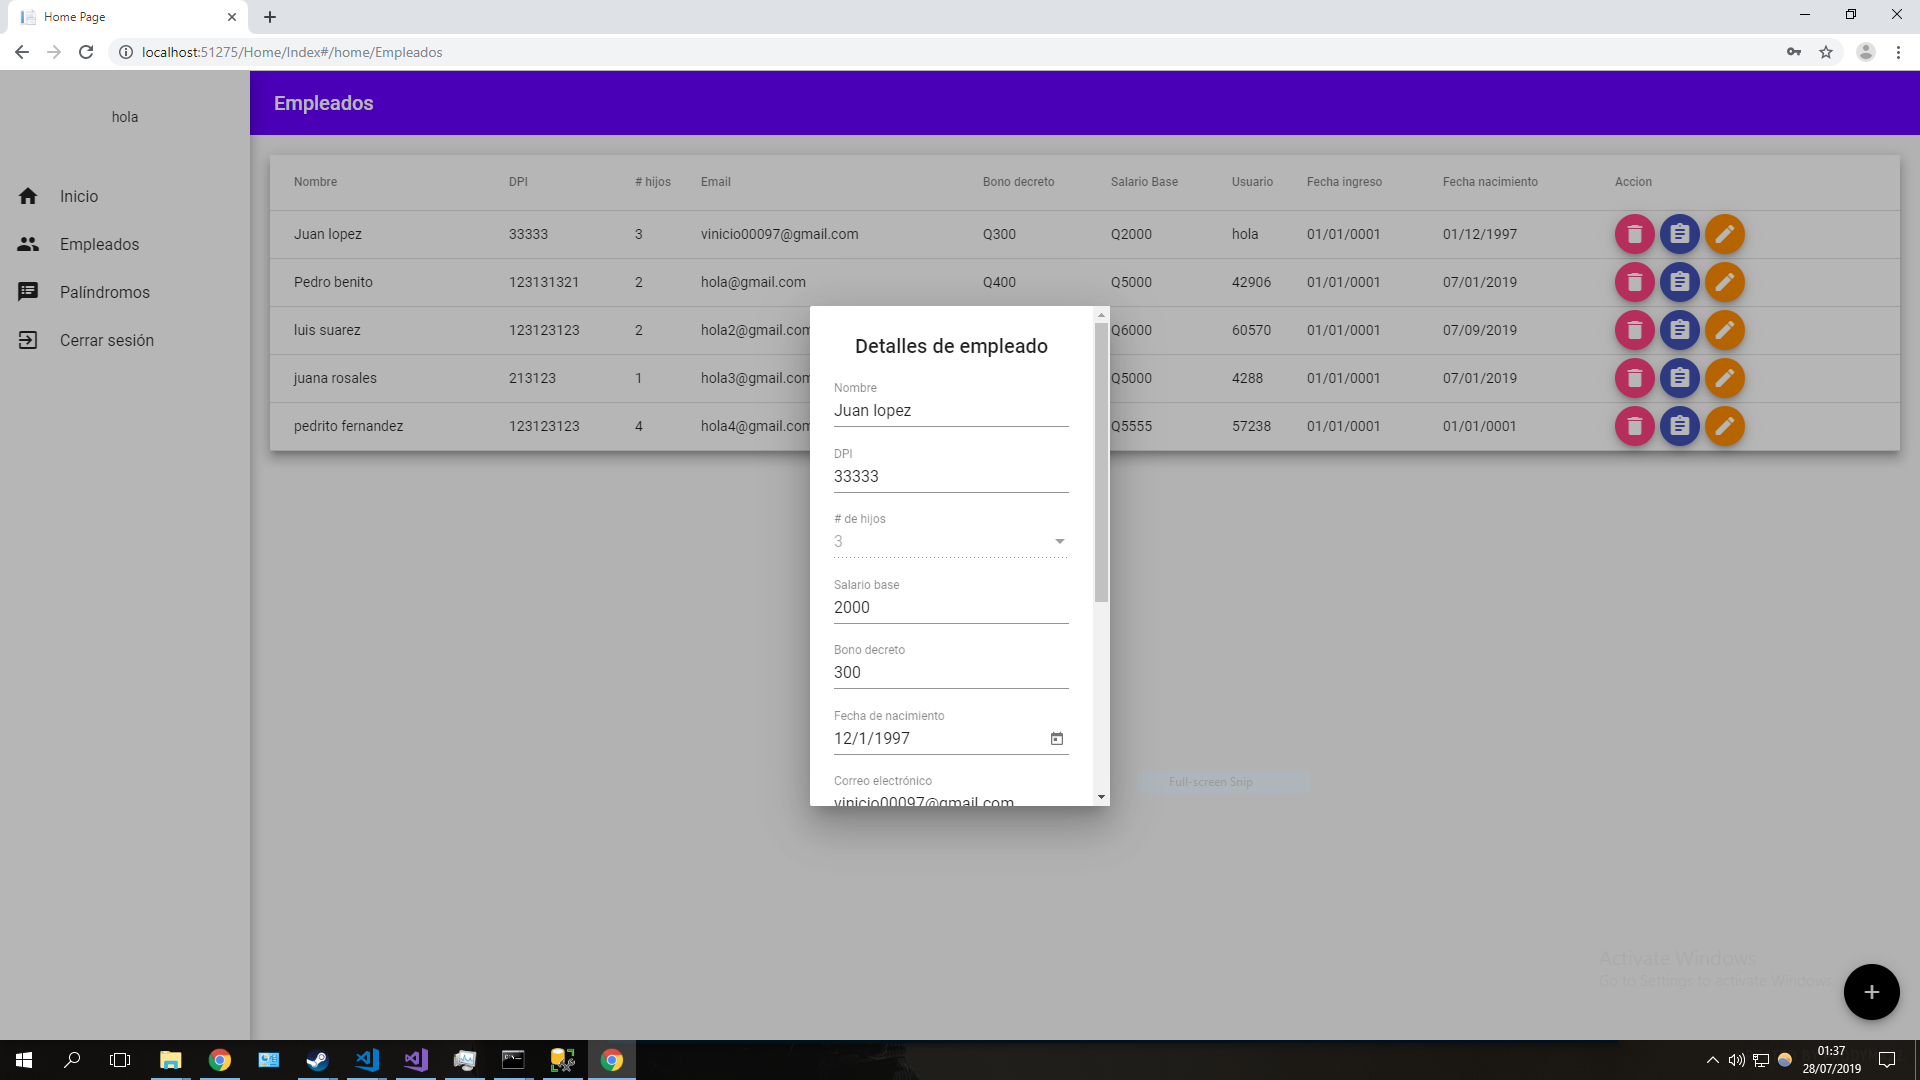 Home Page
localhost:51275/Home/Index#/home/Empleados
hola
Inicio
Empleados
Palíndromos
Cerrar sesión
Empleados
Nombre DPI # hijos Email Bono decreto Salario Base Usuario Fecha ingreso Fecha nacimiento Accion
Juan lopez 33333 3 vinicio00097@gmail.com Q300 Q2000 hola 01/01/0001 01/12/1997
Pedro benito 123131321 2 hola@gmail.com Q400 Q5000 42906 01/01/0001 07/01/2019
luis suarez 123123123 2 hola2@gmail.com Q6000 60570 01/01/0001 07/09/2019
juana rosales 213123 1 hola3@gmail.com Q5000 4288 01/01/0001 07/01/2019
pedrito fernandez 123123123 4 hola4@gmail.com Q5555 57238 01/01/0001 01/01/0001
Detalles de empleado
Nombre
Juan lopez
DPI
33333
# de hijos
3
Salario base
2000
Bono decreto
300
Fecha de nacimiento
12/1/1997
Correo electrónico
vinicio00097@gmail.com
Full-screen Snip
Activate Windows
Go to Settings to activate Windows.
+
01:37
28/07/2019